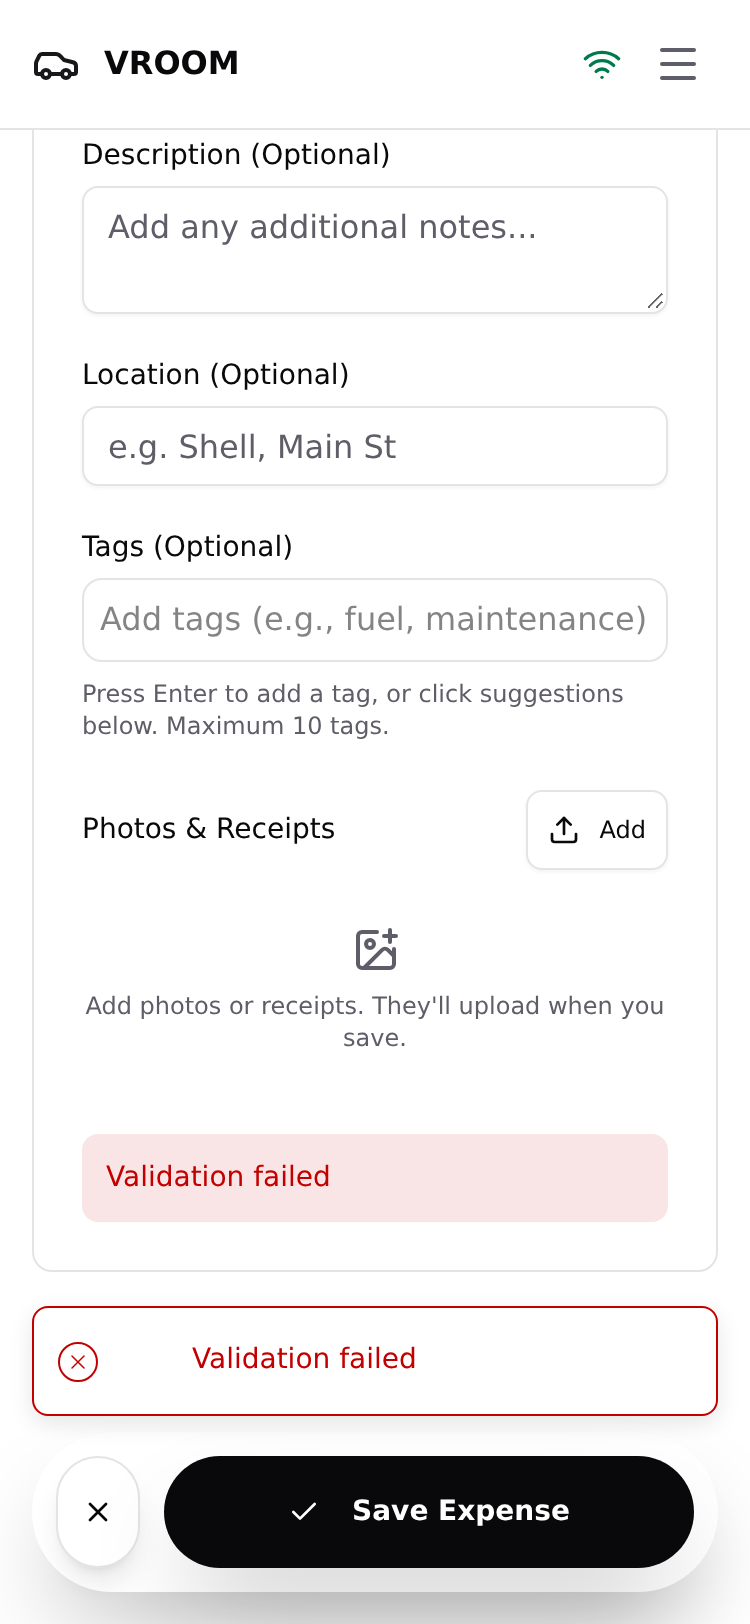 VROOM
Description (Optional)
Add any additional notes...
Location (Optional)
e.g. Shell, Main St
Tags (Optional)
Add tags (e.g., fuel, maintenance)
Press Enter to add a tag, or click suggestions
below. Maximum 10 tags.
Photos & Receipts
Add
Add photos or receipts. They'll upload when you
save.
Validation failed
Validation failed
Save Expense